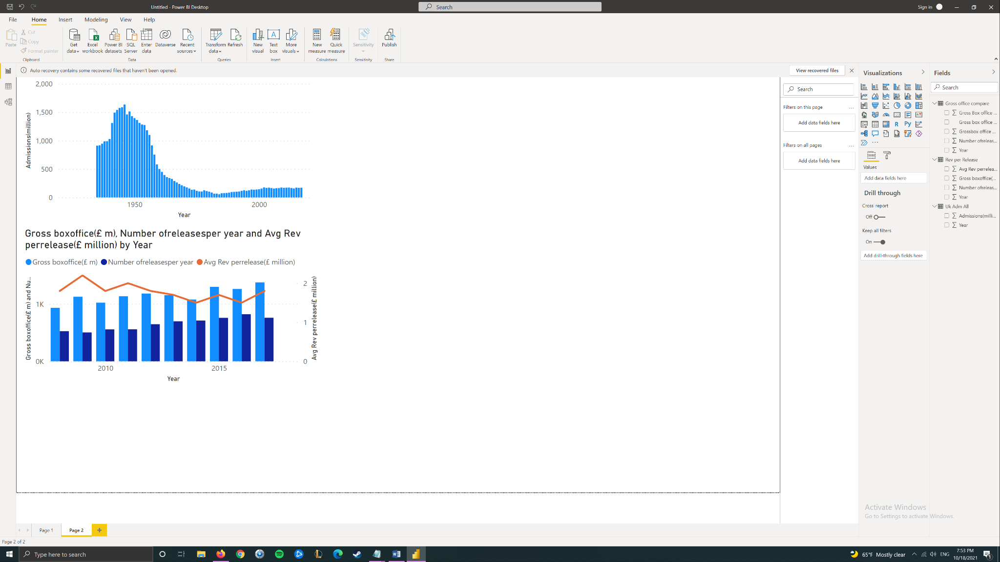 Untitled - Power BI Desktop
Search
Sign in
File Home Insert Modeling View Help
Paste
Cut
Copy
Format painter
Clipboard
Get data
Excel workbook
Power BI datasets
SQL Server
Enter data
Dataverse
Recent sources
Data
Transform data
Refresh
Queries
New visual
Text box
More visuals
Insert
New measure
Quick measure
Calculations
Sensitivity
Sensitivity
Publish
Share
Auto recovery contains some recovered files that haven't been opened.
View recovered files
2,000
1,500
1,000
500
0
Admissions(million)
1950 2000
Year
Gross boxoffice(£ m), Number ofreleasesper year and Avg Rev
perrelease(£ million) by Year
Gross boxoffice(£ m) Number ofreleasesper year Avg Rev perrelease(£ million)
Gross boxoffice(£ m) and Nu...
1K
0K
2
1
0
Avg Rev perrelease(£ million)
2010 2015
Year
Search
Filters on this page ...
Add data fields here
Filters on all pages ...
Add data fields here
Visualizations
R Py
...
Values
Add data fields here
Drill through
Cross report
Off
Keep all filters
On
Add drill-through fields here
Fields
Search
Gross office compare
Gross Box office ...
Gross box office ...
Grossbox office ...
Number ofreleas...
Year
Rev per Release
Avg Rev perrelea...
Gross boxoffice(...
Number ofreleas...
Year
Uk Adm All
Admissions(milli...
Year
Activate Windows
Go to Settings to activate Windows.
Page 1 Page 2 +
Page 2 of 2
Type here to search
65°F Mostly clear
ENG
7:53 PM
10/18/2021
1